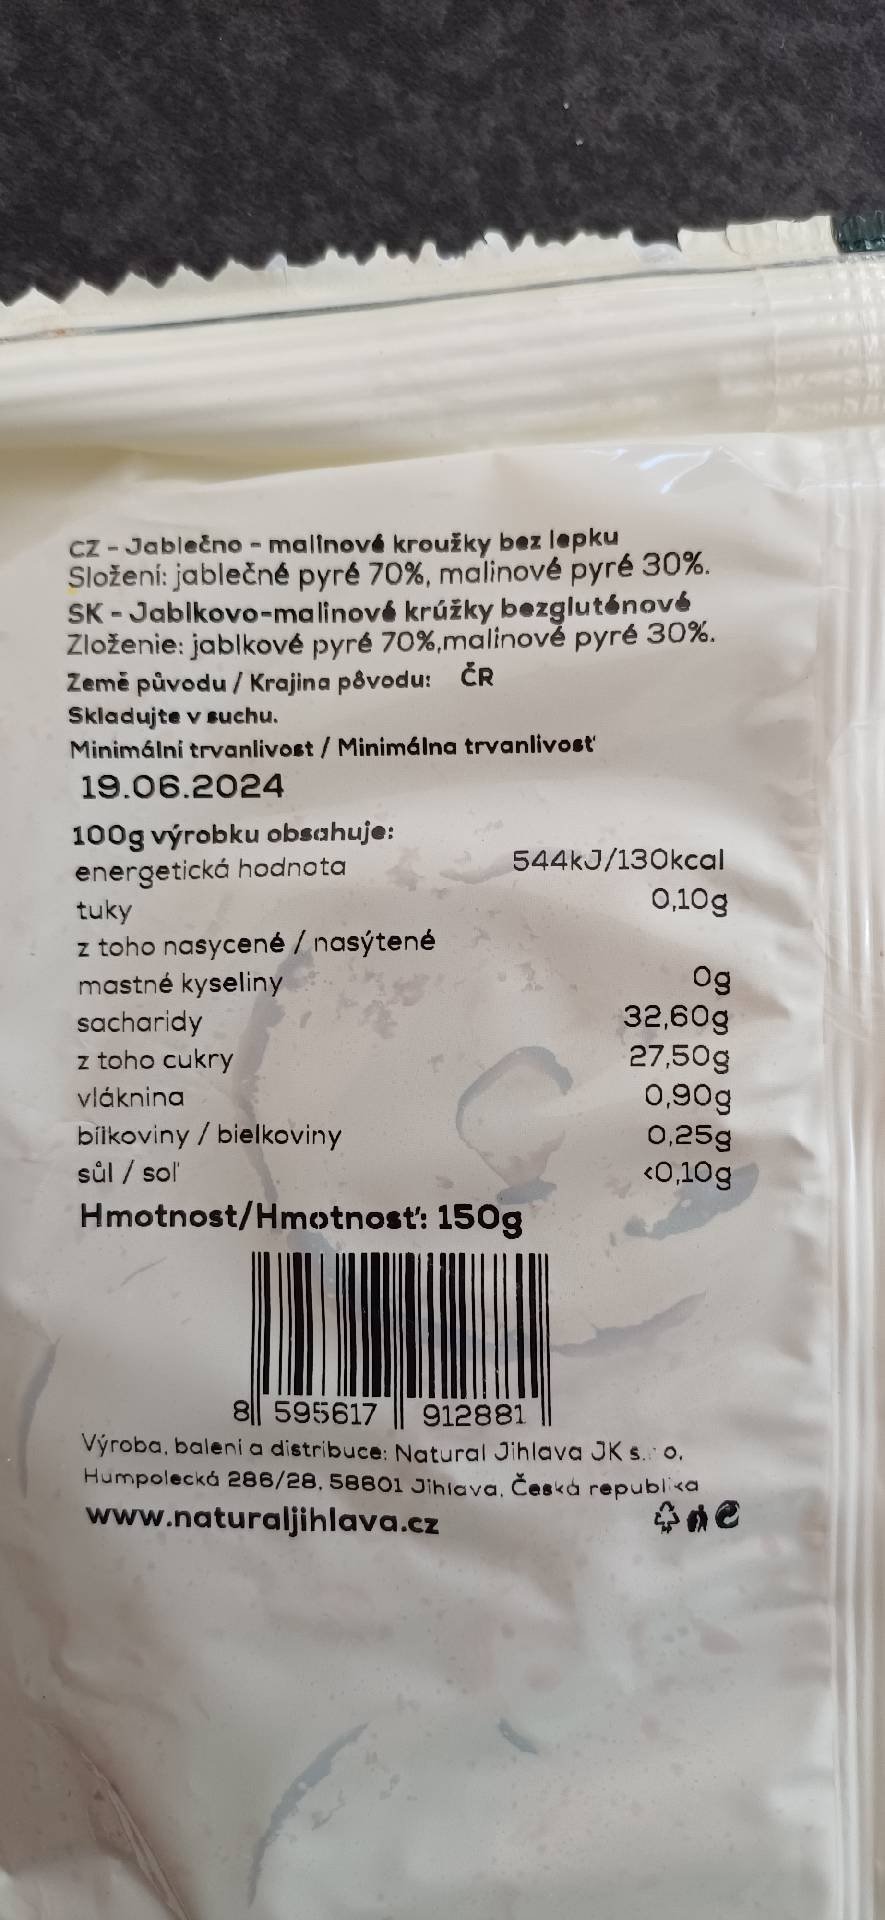 CZ - Jablečno - malinové kroužky bez lepku
Složení: jablečné pyré 70%, malinové pyré 30%.
SK - Jablkovo-malinové krúžky bezgluténové
Zloženie: jablkové pyré 70%,malinové pyré 30%.
Země původu / Krajina pôvodu: ČR
Skladujte v suchu.
Minimální trvanlivost / Minimálna trvanlivosť
19.06.2024
100g výrobku obsahuje:
energetická hodnota 544kJ/130kcal
tuky 0,10g
z toho nasycené / nasýtené
mastné kyseliny 0g
sacharidy 32,60g
z toho cukry 27,50g
vláknina 0,90g
bílkoviny / bielkoviny 0,25g
sůl / soľ <0,10g
Hmotnost/Hmotnosť: 150g
8 595617 912881
Výroba, balení a distribuce: Natural Jihlava JK s. r o.
Humpolecká 286/28, 58601 Jihlava, Česká republika
www.naturaljihlava.cz